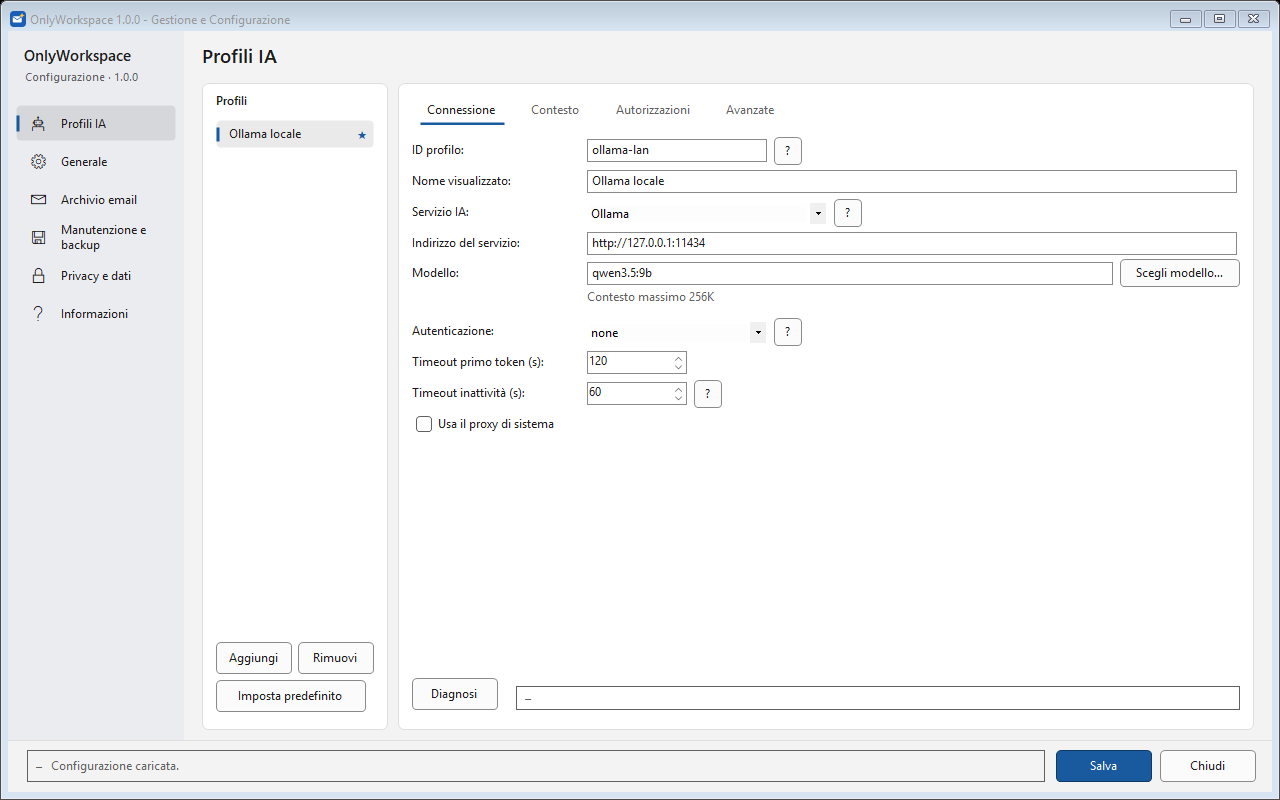 OnlyWorkspace 1.0.0 - Gestione e Configurazione
OnlyWorkspace
Configurazione · 1.0.0
Profili IA
Generale
Archivio email
Manutenzione e
backup
Privacy e dati
Informazioni
Profili IA
Profili
Ollama locale ★
Aggiungi
Rimuovi
Imposta predefinito
Connessione
Contesto
Autorizzazioni
Avanzate
ID profilo: ollama-lan ?
Nome visualizzato: Ollama locale
Servizio IA: Ollama ?
Indirizzo del servizio: http://127.0.0.1:11434
Modello: qwen3.5:9b Scegli modello...
Contesto massimo 256K
Autenticazione: none ?
Timeout primo token (s): 120
Timeout inattività (s): 60 ?
Usa il proxy di sistema
Diagnosi –
– Configurazione caricata.
Salva
Chiudi